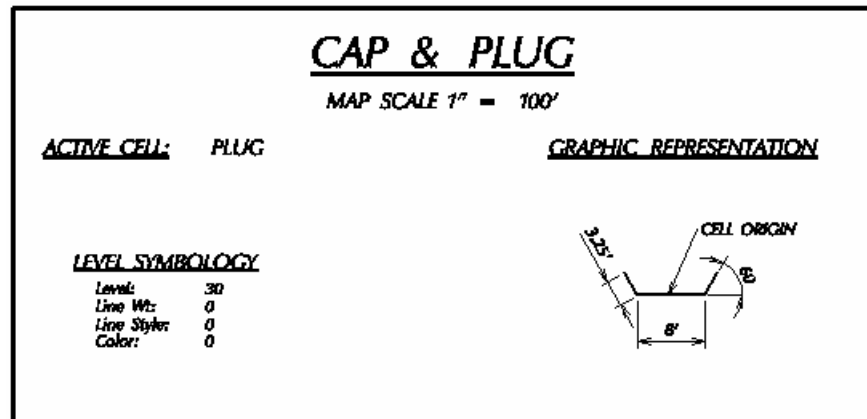 CAP & PLUG
MAP SCALE 1" = 100'
ACTIVE CELL: PLUG
GRAPHIC REPRESENTATION
3.25'
CELL ORIGIN
60
8'
LEVEL SYMBOLOGY
Level: 30
Line Wt: 0
Line Style: 0
Color: 0